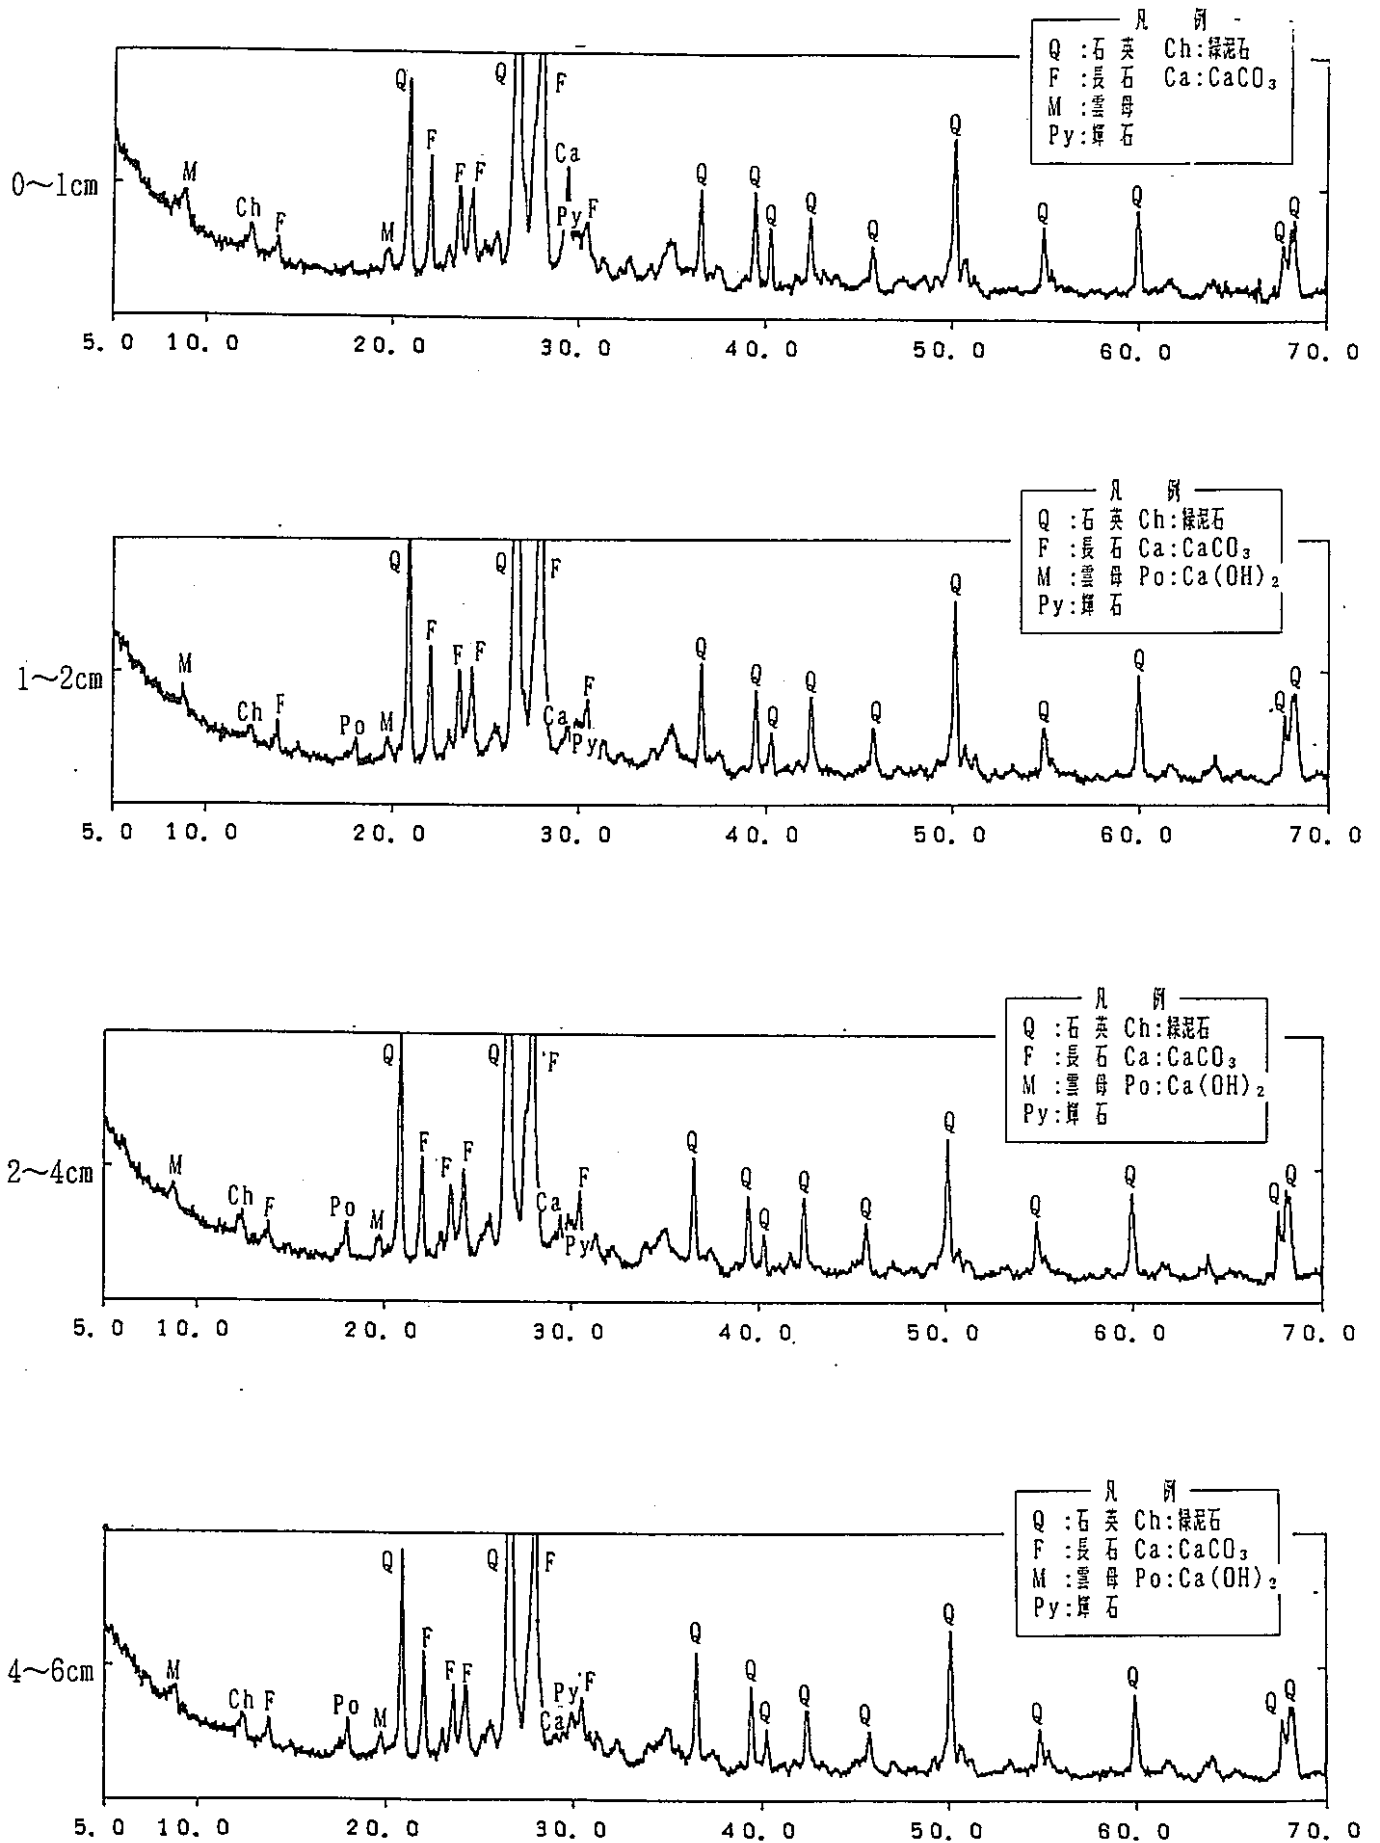 凡 例
Q :石 英 Ch:緑泥石
F :長 石 Ca:CaCO₃
M :雲 母
Py:輝 石
Q Q F
Q
F Ca
M F F Q Q Q Q
0～1cm
Ch F M Py F Q Q Q Q Q Q
5.0 10.0 20.0 30.0 40.0 50.0 60.0 70.0
凡 例
Q :石 英 Ch:緑泥石
F :長 石 Ca:CaCO₃
M :雲 母 Po:Ca(OH)₂
Py:輝 石
Q Q F
Q
F F F Q Q
1～2cm
M F Q Q Q Q Q
Ch F Po M Ca Py Q Q Q
5.0 10.0 20.0 30.0 40.0 50.0 60.0 70.0
凡 例
Q :石 英 Ch:緑泥石
F :長 石 Ca:CaCO₃
M :雲 母 Po:Ca(OH)₂
Py:輝 石
Q Q F
Q
F F F Q
2～4cm
M F Q Q Q Q Q
Ch F Po M Ca Py Q Q Q
5.0 10.0 20.0 30.0 40.0 50.0 60.0 70.0
凡 例
Q :石 英 Ch:緑泥石
F :長 石 Ca:CaCO₃
M :雲 母 Po:Ca(OH)₂
Py:輝 石
Q Q F
Q
F Q
4～6cm
M F F Py F Q Q Q Q
Ch F Po M Ca Q Q Q Q
5.0 10.0 20.0 30.0 40.0 50.0 60.0 70.0